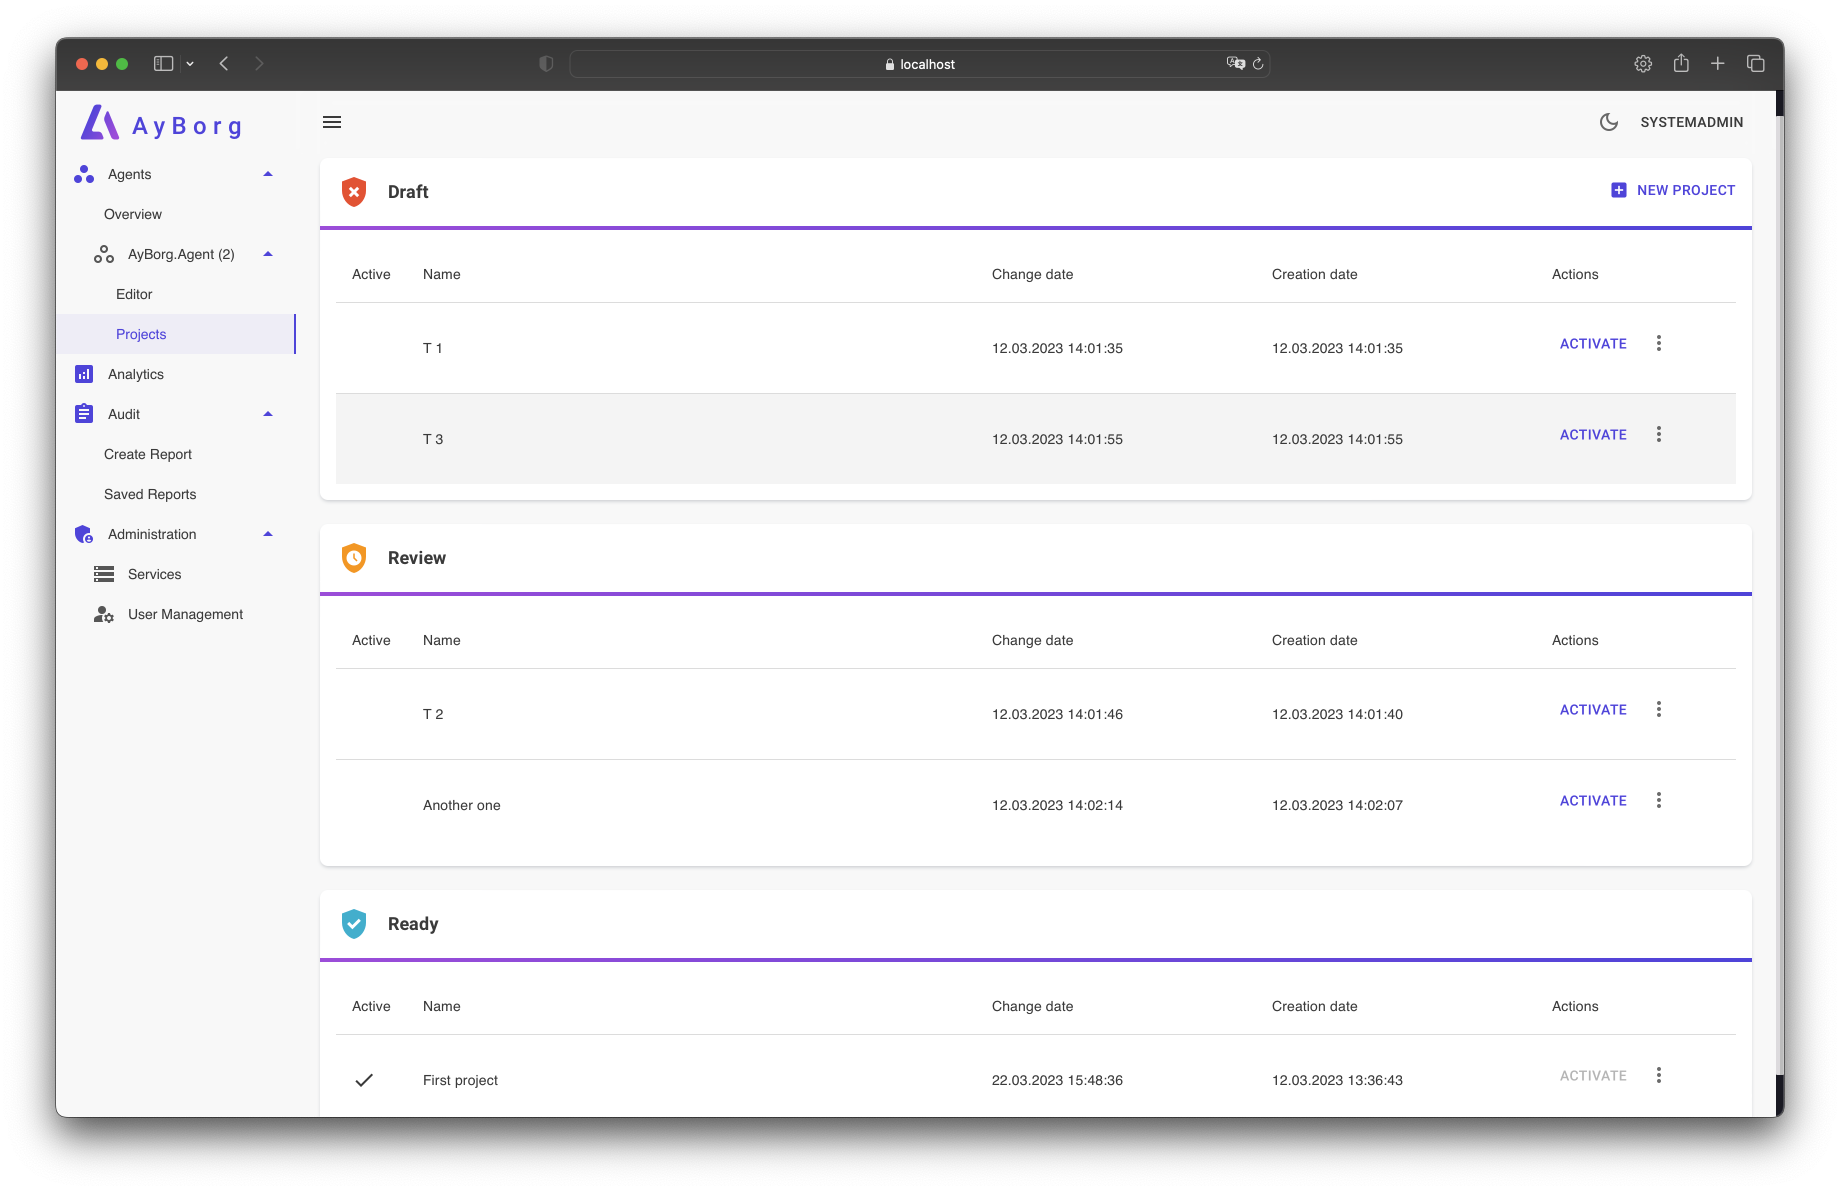 localhost
AyBorg
SYSTEMADMIN
Agents
Overview
AyBorg.Agent (2)
Editor
Projects
Analytics
Audit
Create Report
Saved Reports
Administration
Services
User Management
Draft
NEW PROJECT
Active Name Change date Creation date Actions
T 1 12.03.2023 14:01:35 12.03.2023 14:01:35 ACTIVATE
T 3 12.03.2023 14:01:55 12.03.2023 14:01:55 ACTIVATE
Review
Active Name Change date Creation date Actions
T 2 12.03.2023 14:01:46 12.03.2023 14:01:40 ACTIVATE
Another one 12.03.2023 14:02:14 12.03.2023 14:02:07 ACTIVATE
Ready
Active Name Change date Creation date Actions
First project 22.03.2023 15:48:36 12.03.2023 13:36:43 ACTIVATE